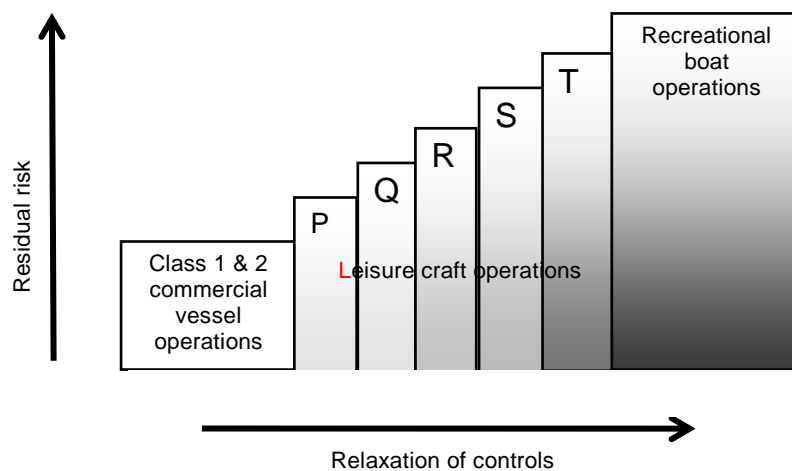 Residual risk
Class 1 & 2
commercial
vessel
operations
P
Q
R
S
T
Leisure craft operations
Recreational
boat
operations
Relaxation of controls